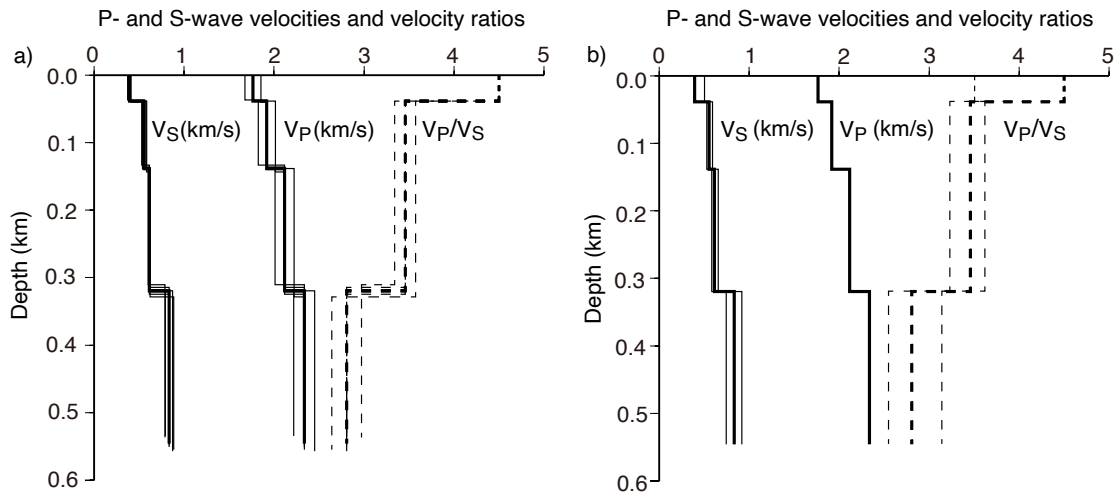 P- and S-wave velocities and velocity ratios
a)
0 1 2 3 4 5
0.0
0.1
0.2
0.3
0.4
0.5
0.6
Depth (km)
VS(km/s) VP(km/s) VP/VS
P- and S-wave velocities and velocity ratios
b)
0 1 2 3 4 5
0.0
0.1
0.2
0.3
0.4
0.5
0.6
Depth (km)
VS (km/s) VP (km/s) VP/VS